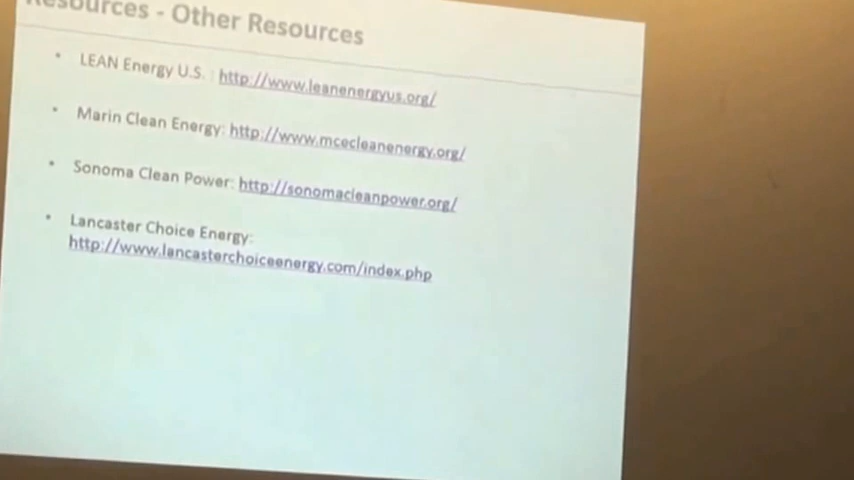 Resources - Other Resources
• LEAN Energy U.S. : http://www.leanenergyus.org/
• Marin Clean Energy: http://www.mcecleanenergy.org/
• Sonoma Clean Power: http://sonomacleanpower.org/
• Lancaster Choice Energy:
http://www.lancasterchoiceenergy.com/index.php